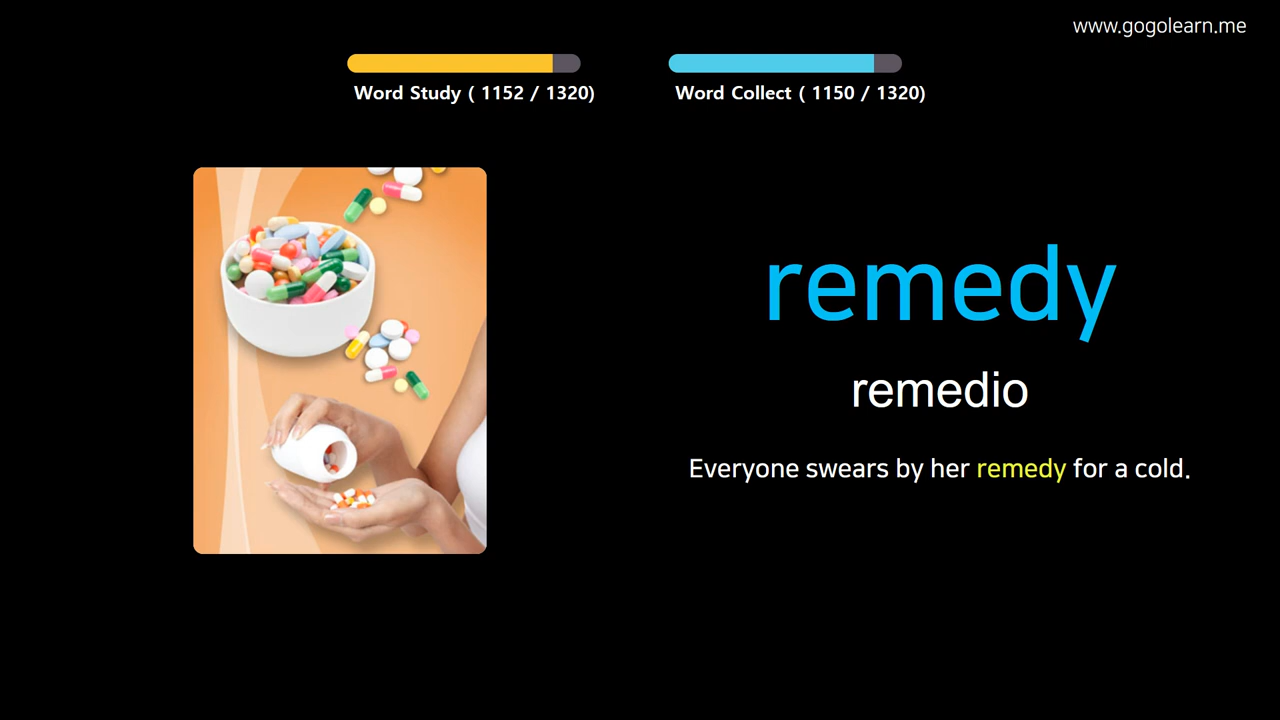 www.gogolearn.me
Word Study ( 1152 / 1320)
Word Collect ( 1150 / 1320)
remedy
remedio
Everyone swears by her remedy for a cold.